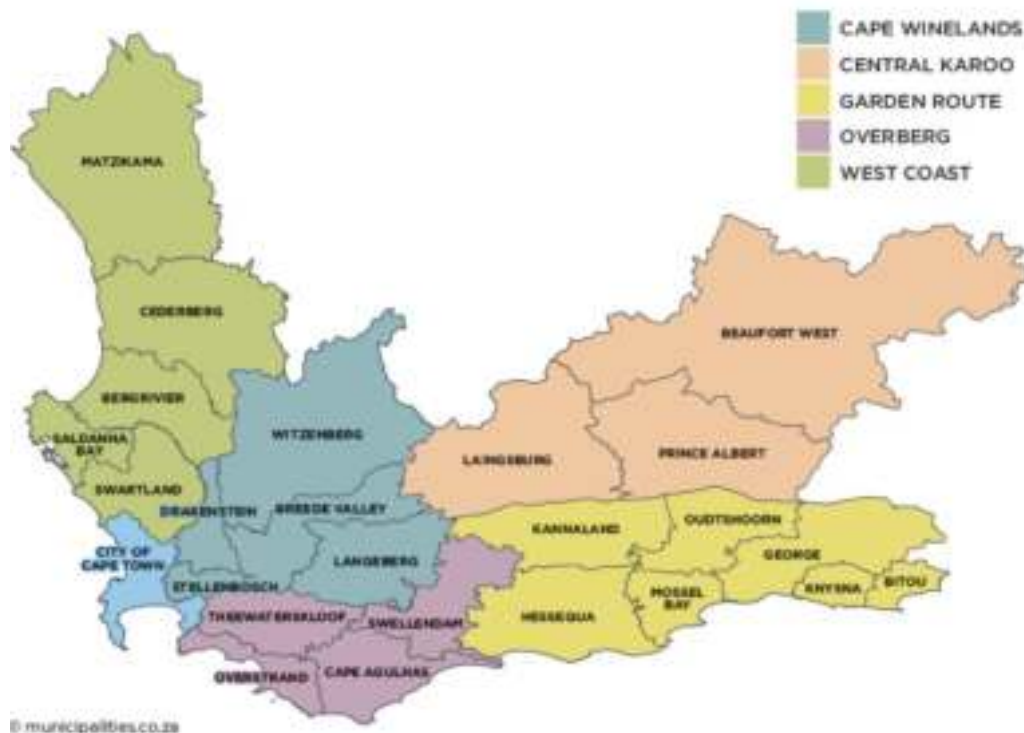 CAPE WINELANDS
CENTRAL KAROO
GARDEN ROUTE
OVERBERG
WEST COAST
MATZIKAMA
CEDERBERG
BEAUFORT WEST
BERGRIVIER
WITZENBERG
SALDANHA
BAY
LAINGSBURG
PRINCE ALBERT
SWARTLAND
DRAKENSTEIN
BREEDE VALLEY
KANNALAND
OUDTSHOORN
CITY OF
CAPE TOWN
LANGEBERG
GEORGE
STELLENBOSCH
KNYSNA
BITOU
MOSSEL
BAY
THEEWATERSKLOOF
SWELLENDAM
HESSEQUA
OVERSTRAND
CAPE AGULHAS
© municipalities.co.za